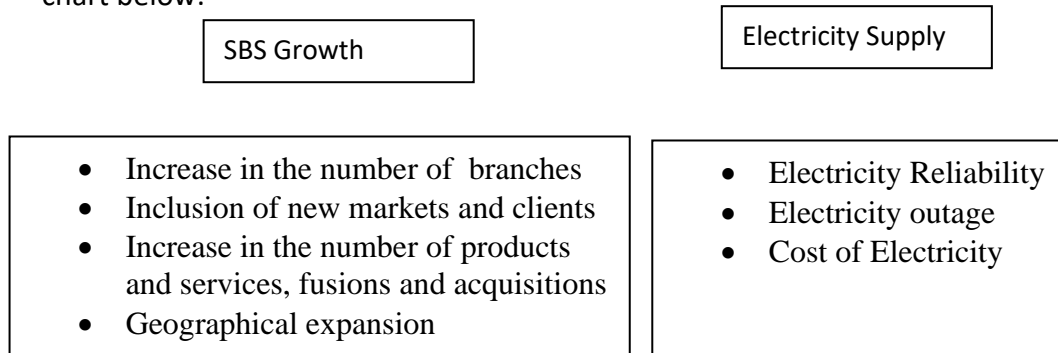 chart below:
SBS Growth
Electricity Supply
• Increase in the number of branches
• Inclusion of new markets and clients
• Increase in the number of products
and services, fusions and acquisitions
• Geographical expansion
• Electricity Reliability
• Electricity outage
• Cost of Electricity